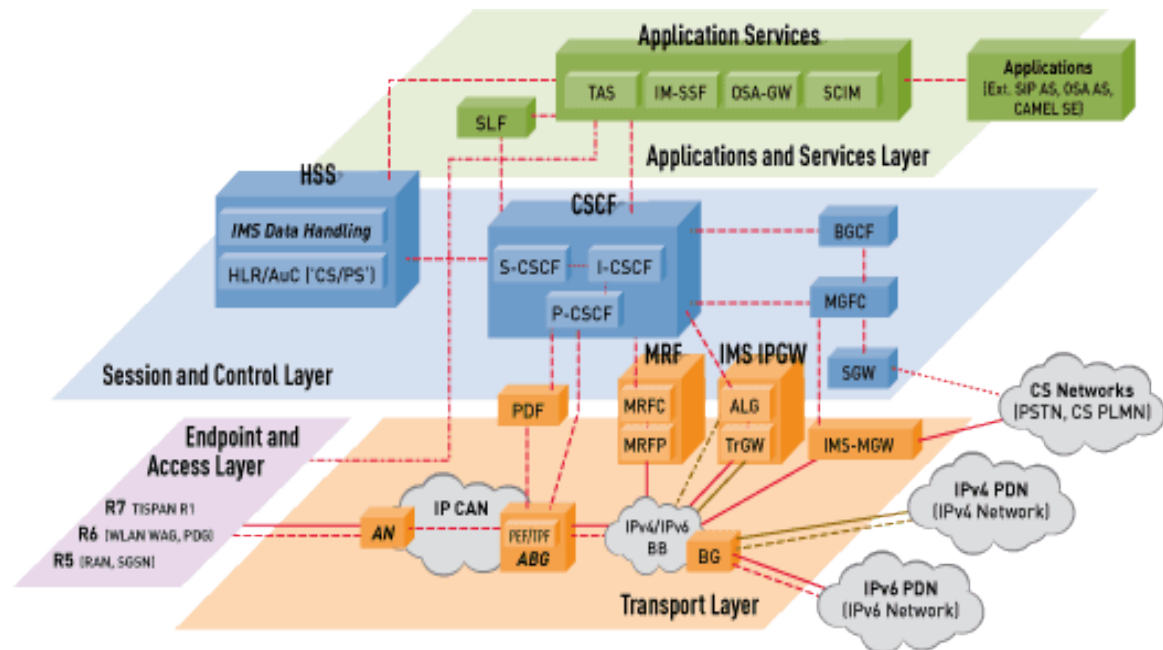 Application Services
TAS
IM-SSF
OSA-GW
SCIM
Applications
(Ext. SIP AS, OSA AS,
CAMEL SE)
SLF
Applications and Services Layer
HSS
IMS Data Handling
HLR/AuC ('CS/PS')
CSCF
S-CSCF
I-CSCF
P-CSCF
BGCF
MGFC
SGW
Session and Control Layer
MRF
IMS IPGW
PDF
MRFC
MRFP
ALG
TrGW
IMS-MGW
CS Networks
(PSTN, CS PLMN)
Endpoint and
Access Layer
R7 TISPAN R1
R6 (WLAN WAG, PDG)
R5 (RAN, SGSN)
AN
IP CAN
PEF/TPF
ABG
IPv4/IPv6
BB
BG
IPv4 PDN
(IPv4 Network)
IPv6 PDN
(IPv6 Network)
Transport Layer